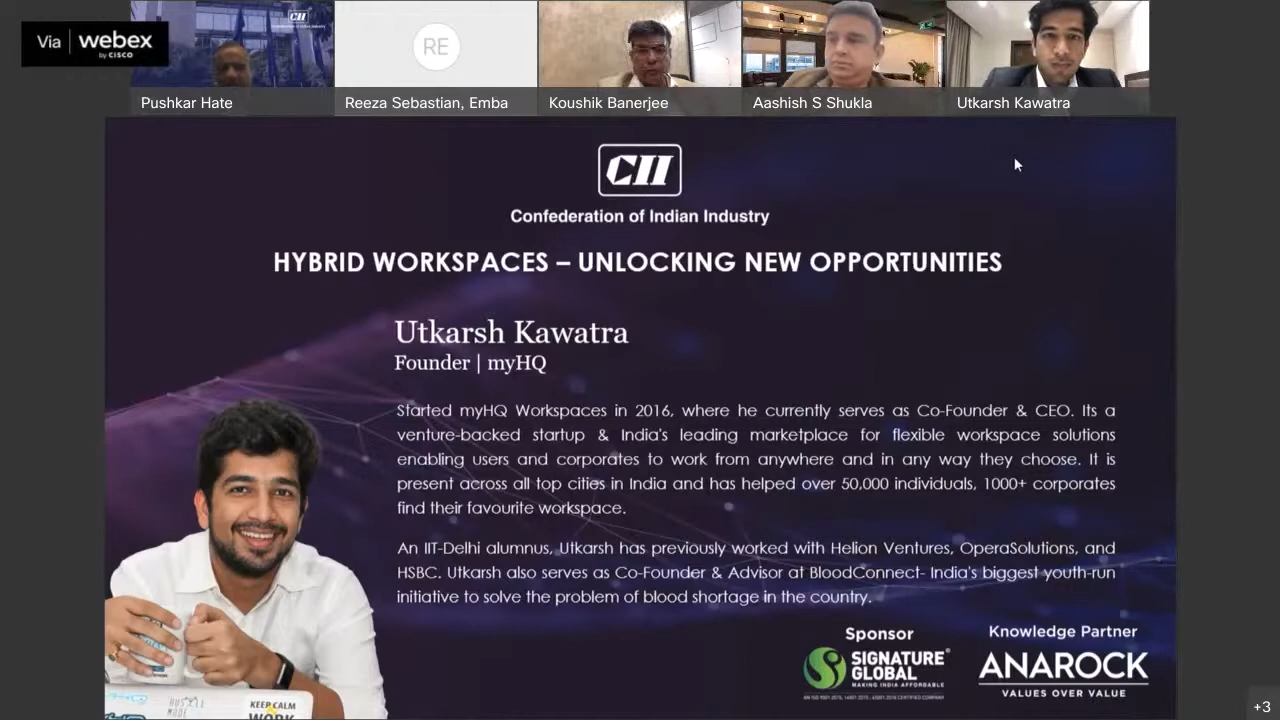 Via webex
by CISCO
CII
Confederation of Indian Industry
RE
Pushkar Hate
Reeza Sebastian, Emba
Koushik Banerjee
Aashish S Shukla
Utkarsh Kawatra
CII
Confederation of Indian Industry
HYBRID WORKSPACES – UNLOCKING NEW OPPORTUNITIES
Utkarsh Kawatra
Founder | myHQ
Started myHQ Workspaces in 2016, where he currently serves as Co-Founder & CEO. Its a
venture-backed startup & India's leading marketplace for flexible workspace solutions
enabling users and corporates to work from anywhere and in any way they choose. It is
present across all top cities in India and has helped over 50,000 individuals, 1000+ corporates
find their favourite workspace.
An IIT-Delhi alumnus, Utkarsh has previously worked with Helion Ventures, OperaSolutions, and
HSBC. Utkarsh also serves as Co-Founder & Advisor at BloodConnect- India's biggest youth-run
initiative to solve the problem of blood shortage in the country.
Sponsor
SIGNATURE
GLOBAL
MAKING INDIA AFFORDABLE
Knowledge Partner
ANAROCK
VALUES OVER VALUE
KEEP CALM
WORK
+3